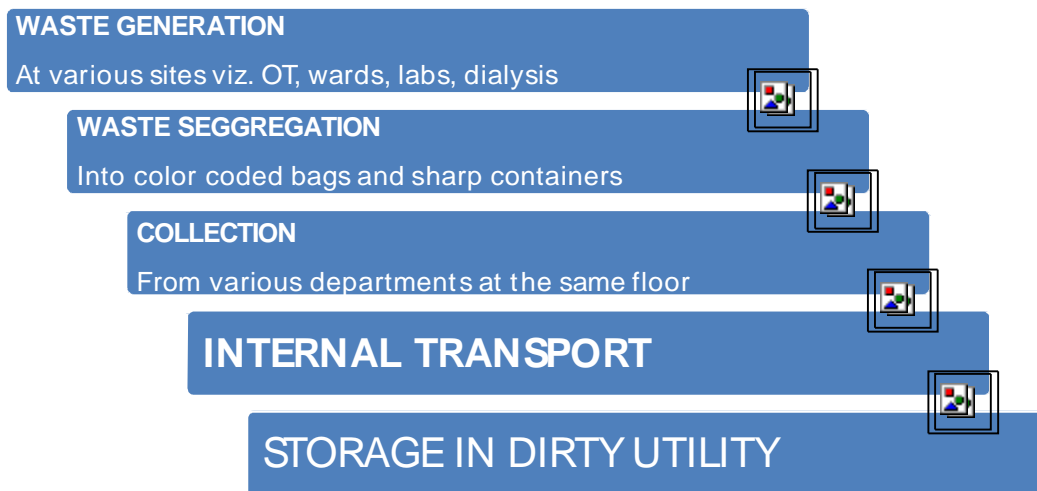 WASTE GENERATION
At various sites viz. OT, wards, labs, dialysis
WASTE SEGGREGATION
Into color coded bags and sharp containers
COLLECTION
From various departments at the same floor
INTERNAL TRANSPORT
STORAGE IN DIRTY UTILITY